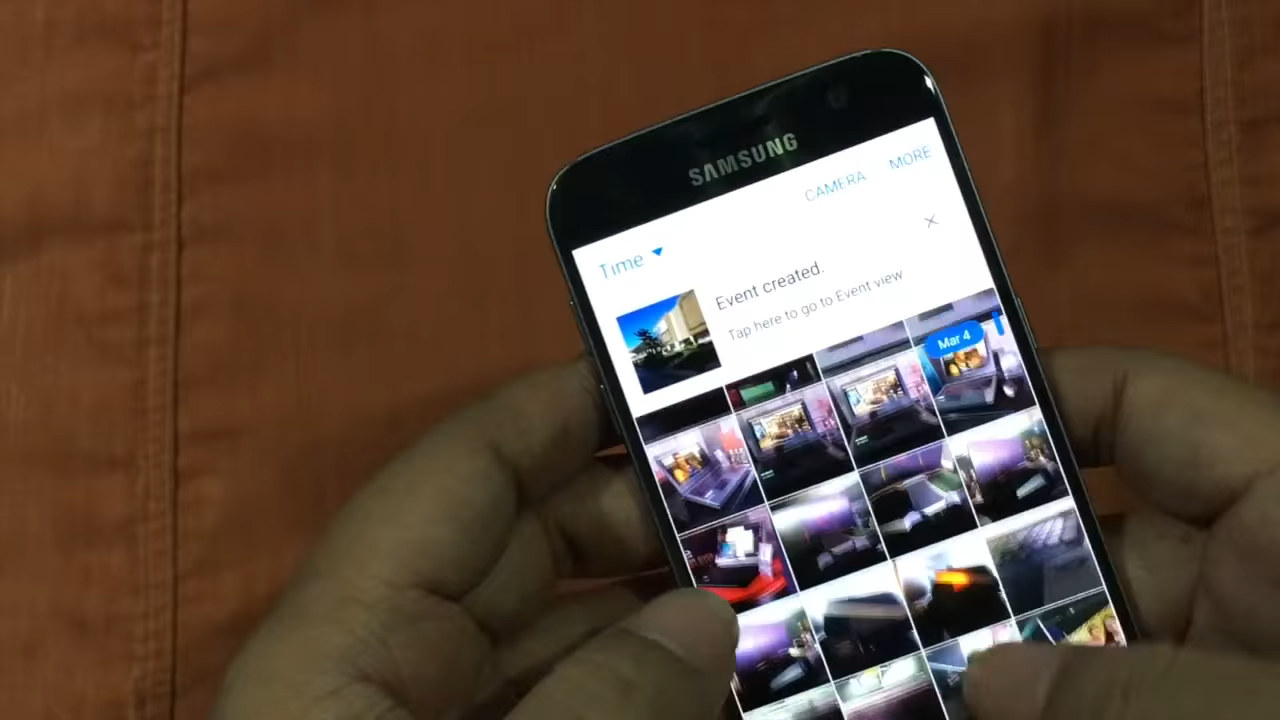 SAMSUNG
CAMERA MORE
Time
Event created.
Tap here to go to Event view
Mar 4